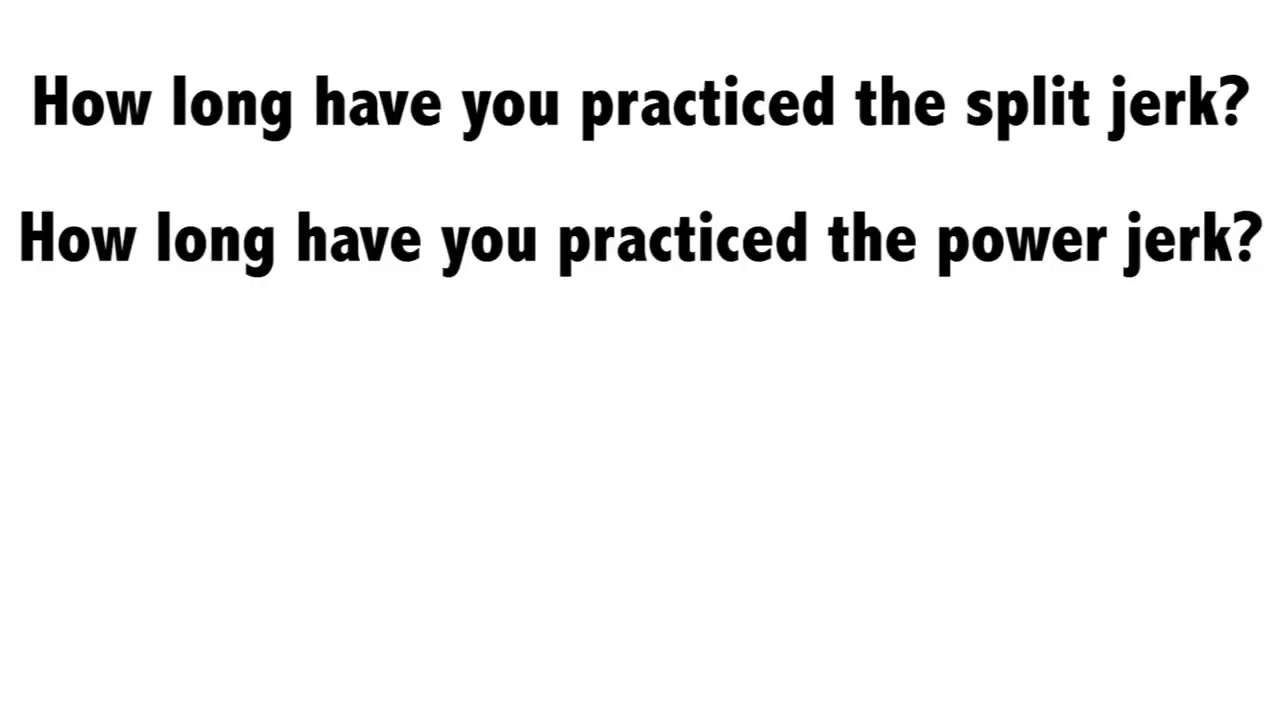 How long have you practiced the split jerk?
How long have you practiced the power jerk?